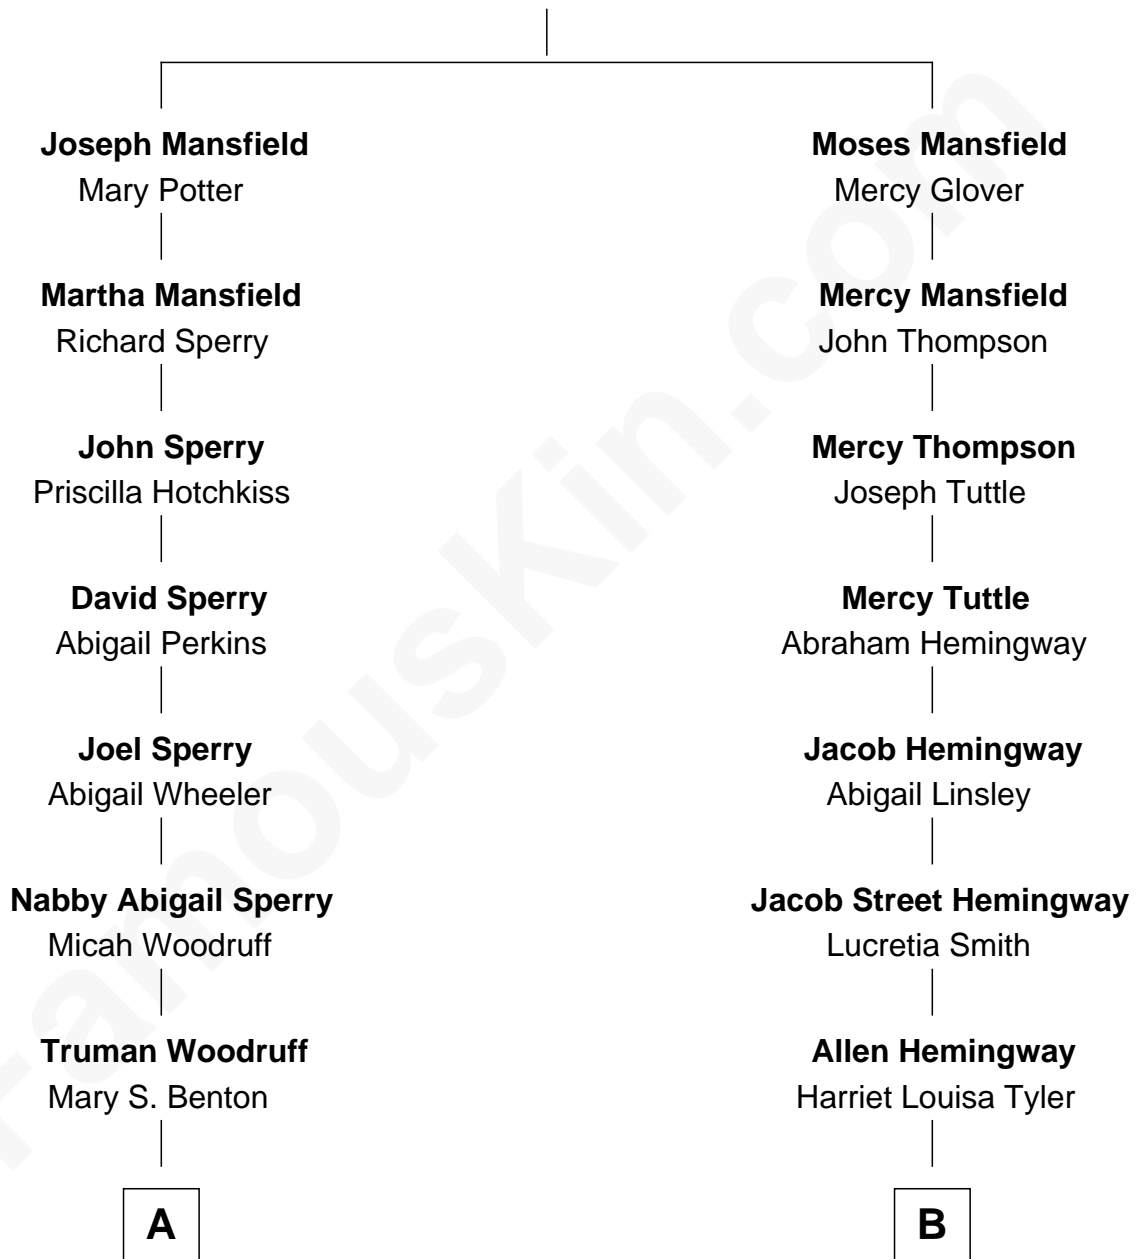 Joseph Mansfield
Mary Potter
Martha Mansfield
Richard Sperry
John Sperry
Priscilla Hotchkiss
David Sperry
Abigail Perkins
Joel Sperry
Abigail Wheeler
Nabby Abigail Sperry
Micah Woodruff
Truman Woodruff
Mary S. Benton
A
Moses Mansfield
Mercy Glover
Mercy Mansfield
John Thompson
Mercy Thompson
Joseph Tuttle
Mercy Tuttle
Abraham Hemingway
Jacob Hemingway
Abigail Linsley
Jacob Street Hemingway
Lucretia Smith
Allen Hemingway
Harriet Louisa Tyler
B
FamousKin.com